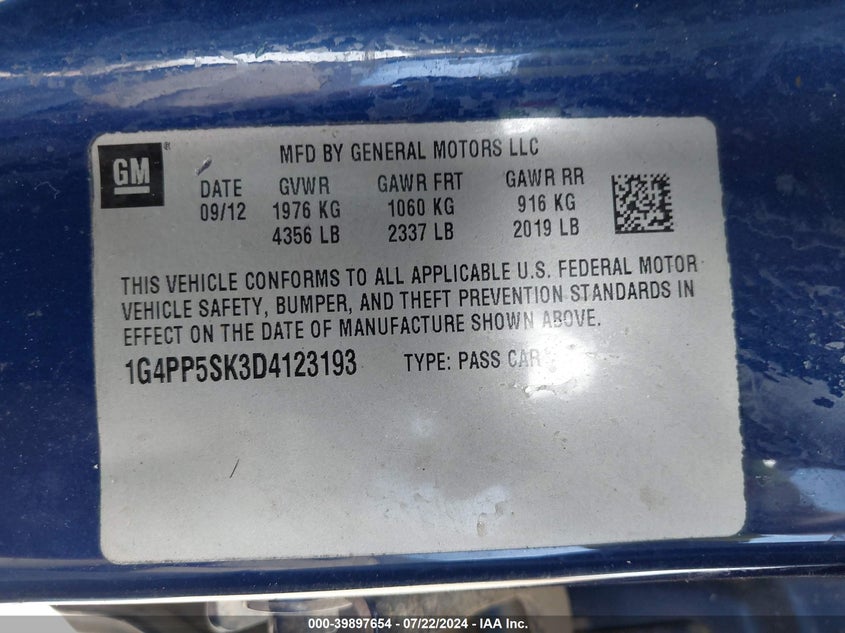 GM
MFD BY GENERAL MOTORS LLC
DATE GVWR GAWR FRT GAWR RR
09/12 1976 KG 1060 KG 916 KG
4356 LB 2337 LB 2019 LB
THIS VEHICLE CONFORMS TO ALL APPLICABLE U.S. FEDERAL MOTOR
VEHICLE SAFETY, BUMPER, AND THEFT PREVENTION STANDARDS IN
EFFECT ON THE DATE OF MANUFACTURE SHOWN ABOVE.
1G4PP5SK3D4123193 TYPE: PASS CAR
000-39897654 / 07/22/2024 / IAA Inc.